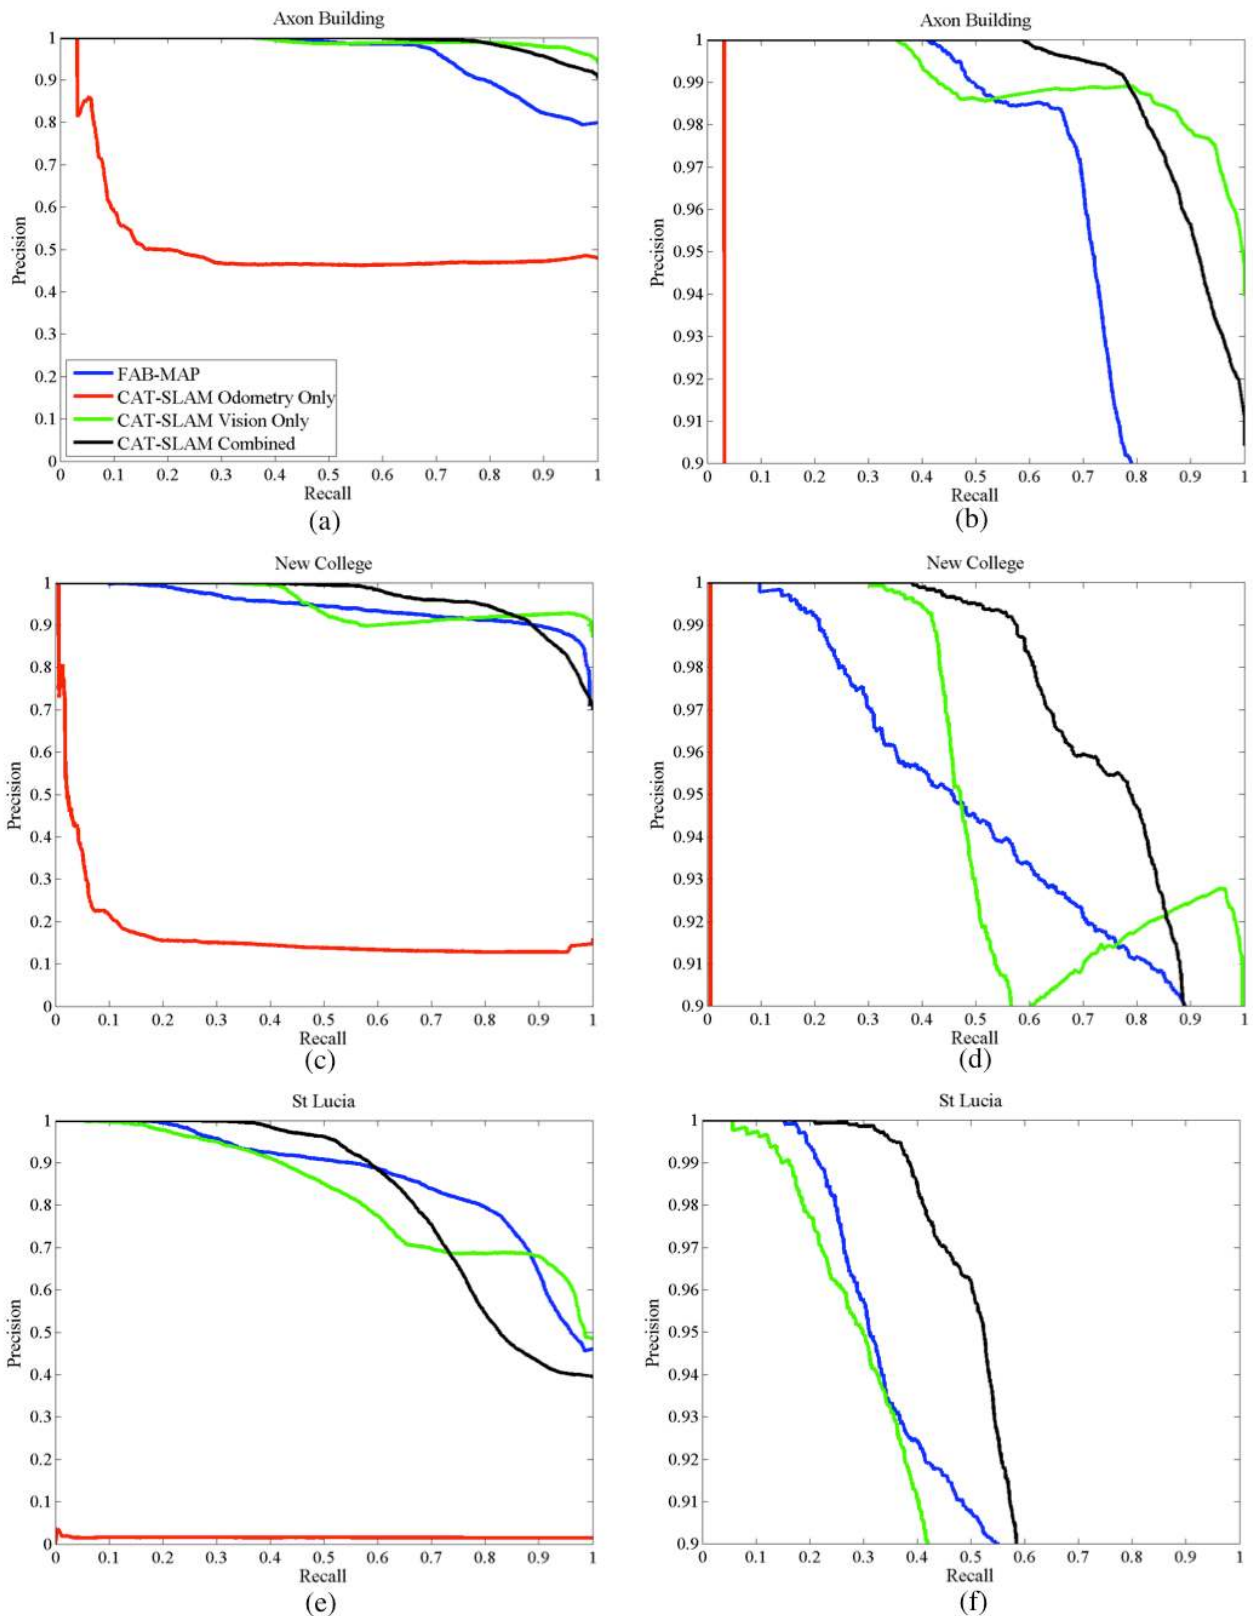 Axon Building
1
0.9
0.8
0.7
0.6
0.5
0.4
0.3
0.2
0.1
0
Precision
FAB-MAP
CAT-SLAM Odometry Only
CAT-SLAM Vision Only
CAT-SLAM Combined
0 0.1 0.2 0.3 0.4 0.5 0.6 0.7 0.8 0.9 1
Recall
(a)
Axon Building
1
0.99
0.98
0.97
0.96
0.95
0.94
0.93
0.92
0.91
0.9
Precision
0 0.1 0.2 0.3 0.4 0.5 0.6 0.7 0.8 0.9 1
Recall
(b)
New College
1
0.9
0.8
0.7
0.6
0.5
0.4
0.3
0.2
0.1
0
Precision
0 0.1 0.2 0.3 0.4 0.5 0.6 0.7 0.8 0.9 1
Recall
(c)
New College
1
0.99
0.98
0.97
0.96
0.95
0.94
0.93
0.92
0.91
0.9
Precision
0 0.1 0.2 0.3 0.4 0.5 0.6 0.7 0.8 0.9 1
Recall
(d)
St Lucia
1
0.9
0.8
0.7
0.6
0.5
0.4
0.3
0.2
0.1
0
Precision
0 0.1 0.2 0.3 0.4 0.5 0.6 0.7 0.8 0.9 1
Recall
(e)
St Lucia
1
0.99
0.98
0.97
0.96
0.95
0.94
0.93
0.92
0.91
0.9
Precision
0 0.1 0.2 0.3 0.4 0.5 0.6 0.7 0.8 0.9 1
Recall
(f)